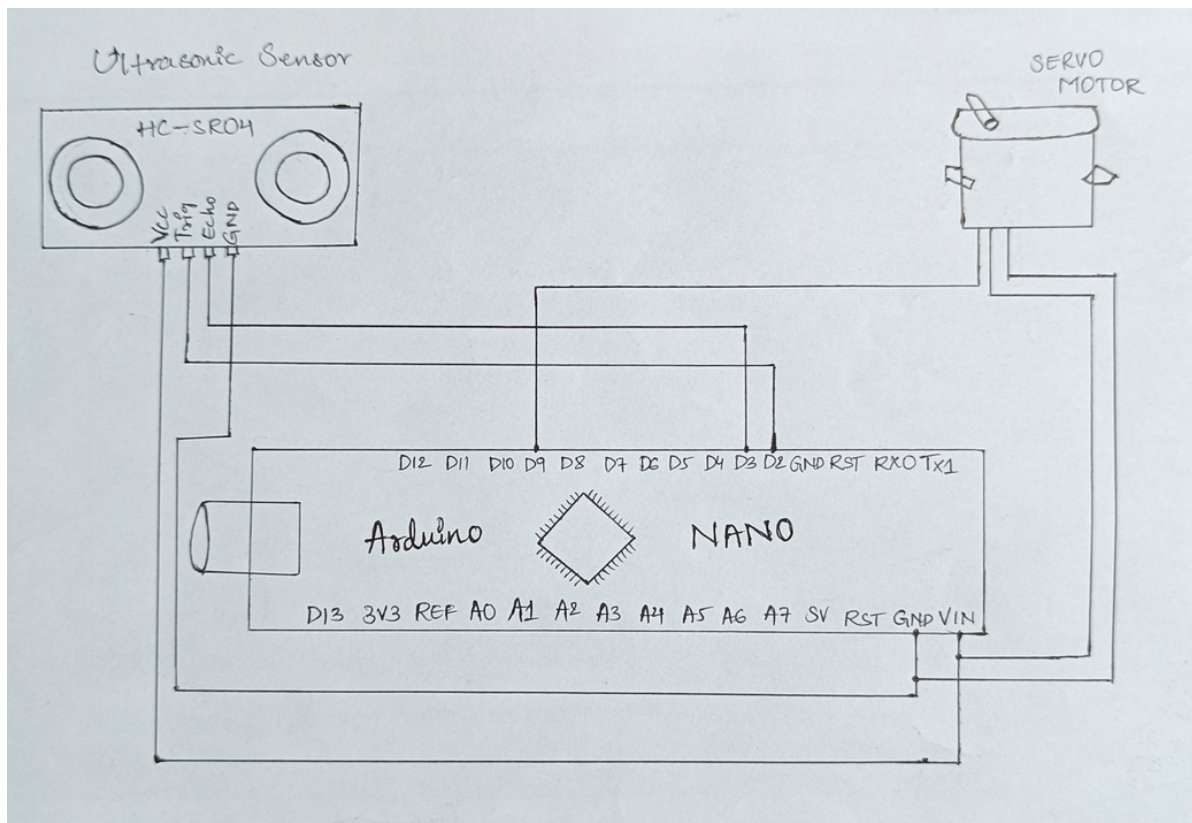 Ultrasonic Sensor
SERVO
MOTOR
HC-SR04
Vcc
Trig
Echo
GND
D12 D11 D10 D9 D8 D7 D6 D5 D4 D3 D2 GND RST RX0 TX1
Arduino NANO
D13 3V3 REF A0 A1 A2 A3 A4 A5 A6 A7 5V RST GND VIN